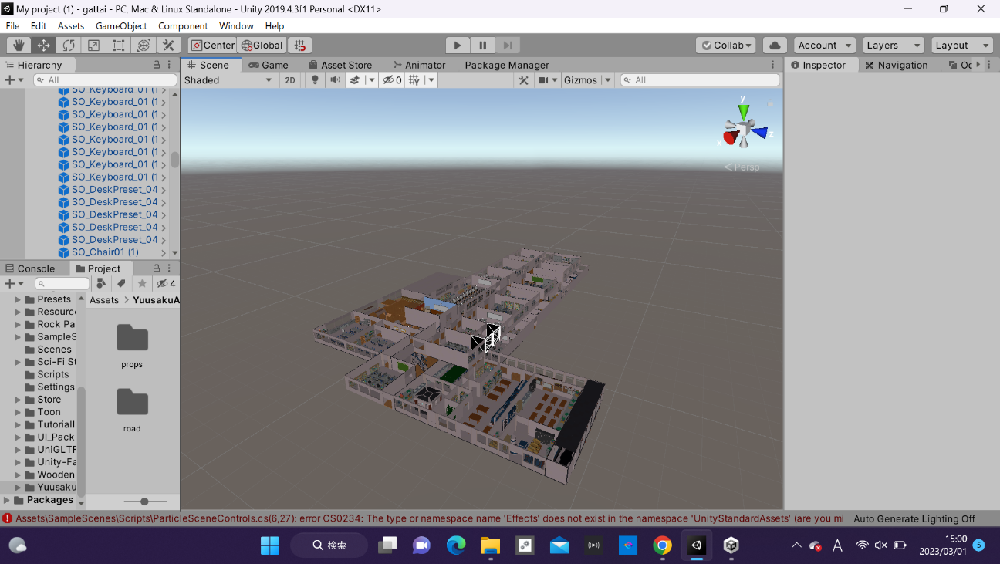 My project (1) - gattai - PC, Mac & Linux Standalone - Unity 2019.4.3f1 Personal <DX11>
File Edit Assets GameObject Component Window Help
Center Global Collab Account Layers Layout
Hierarchy Scene Game Asset Store Animator Package Manager Inspector Navigation Oc
All Shaded 2D 0 Gizmos All
SO_Keyboard_01 (1
SO_Keyboard_01 (1
SO_Keyboard_01 (1
SO_Keyboard_01 (1
SO_Keyboard_01 (1
SO_Keyboard_01 (1
SO_Keyboard_01 (1
SO_Keyboard_01 (1
SO_DeskPreset_04
SO_DeskPreset_04
SO_DeskPreset_04
SO_DeskPreset_04
SO_DeskPreset_04
SO_Chair01 (1)
y
x
z
Persp
Console Project
4
Assets > YuusakuA
Presets
Resourc
Rock Pa
SampleS
Scenes
Sci-Fi St
Scripts
Settings
Store
Toon
Tutoriall
UI_Pack
UniGLTF
Unity-Fa
Wooden
Yuusaku
Packages
props
road
Assets\SampleScenes\Scripts\ParticleSceneControls.cs(6,27): error CS0234: The type or namespace name 'Effects' does not exist in the namespace 'UnityStandardAssets' (are you mi
Auto Generate Lighting Off
検索
A
15:00
2023/03/01
5